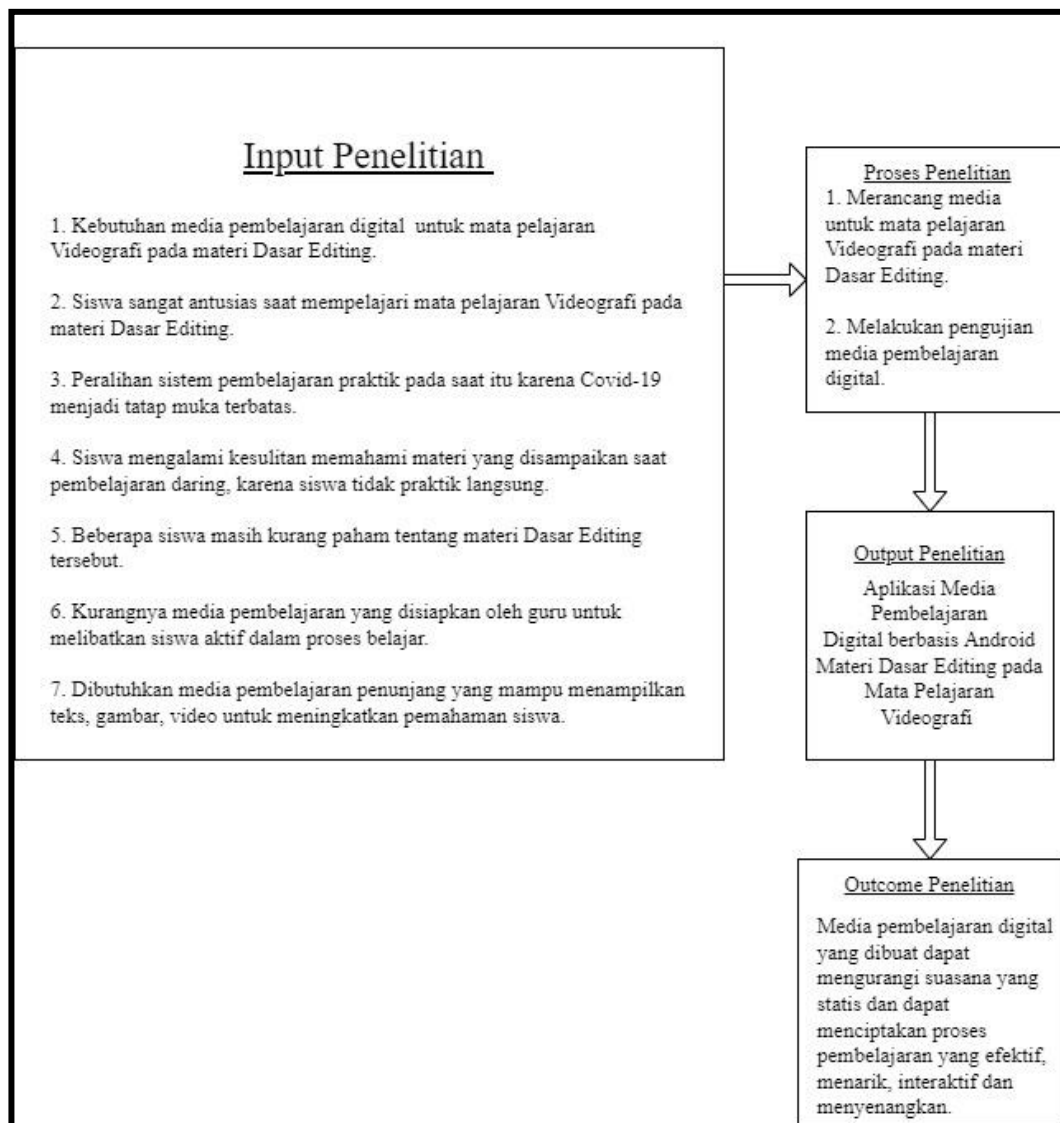 Input Penelitian
1. Kebutuhan media pembelajaran digital untuk mata pelajaran
Videografi pada materi Dasar Editing.
2. Siswa sangat antusias saat mempelajari mata pelajaran Videografi pada
materi Dasar Editing.
3. Peralihan sistem pembelajaran praktik pada saat itu karena Covid-19
menjadi tatap muka terbatas.
4. Siswa mengalami kesulitan memahami materi yang disampaikan saat
pembelajaran daring, karena siswa tidak praktik langsung.
5. Beberapa siswa masih kurang paham tentang materi Dasar Editing
tersebut.
6. Kurangnya media pembelajaran yang disiapkan oleh guru untuk
melibatkan siswa aktif dalam proses belajar.
7. Dibutuhkan media pembelajaran penunjang yang mampu menampilkan
teks, gambar, video untuk meningkatkan pemahaman siswa.
Proses Penelitian
1. Merancang media
untuk mata pelajaran
Videografi pada materi
Dasar Editing.
2. Melakukan pengujian
media pembelajaran
digital.
Output Penelitian
Aplikasi Media
Pembelajaran
Digital berbasis Android
Materi Dasar Editing pada
Mata Pelajaran
Videografi
Outcome Penelitian
Media pembelajaran digital
yang dibuat dapat
mengurangi suasana yang
statis dan dapat
menciptakan proses
pembelajaran yang efektif,
menarik, interaktif dan
menyenangkan.